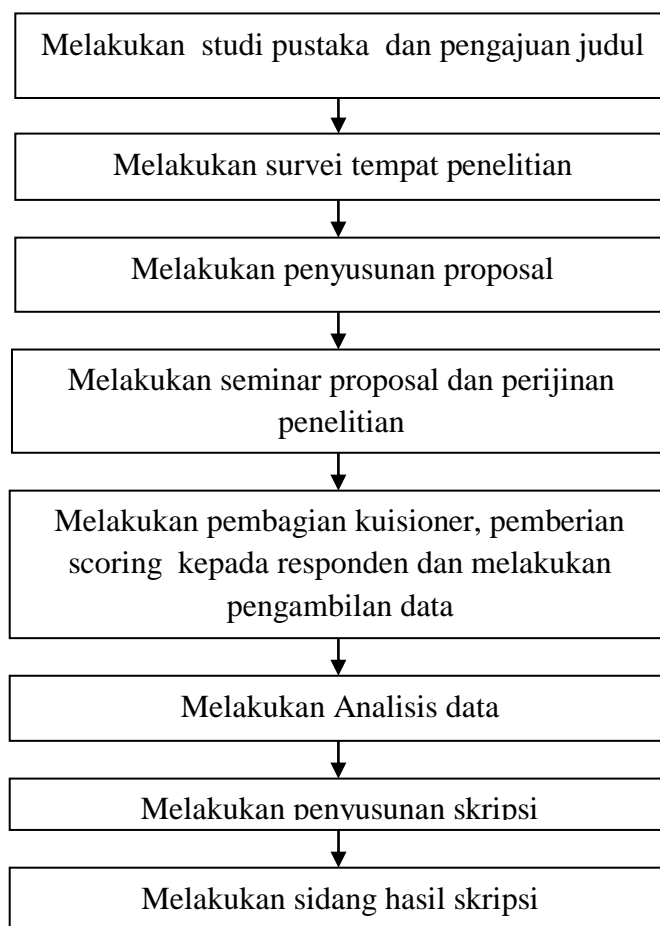 Melakukan studi pustaka dan pengajuan judul
Melakukan survei tempat penelitian
Melakukan penyusunan proposal
Melakukan seminar proposal dan perijinan
penelitian
Melakukan pembagian kuisioner, pemberian
scoring kepada responden dan melakukan
pengambilan data
Melakukan Analisis data
Melakukan penyusunan skripsi
Melakukan sidang hasil skripsi